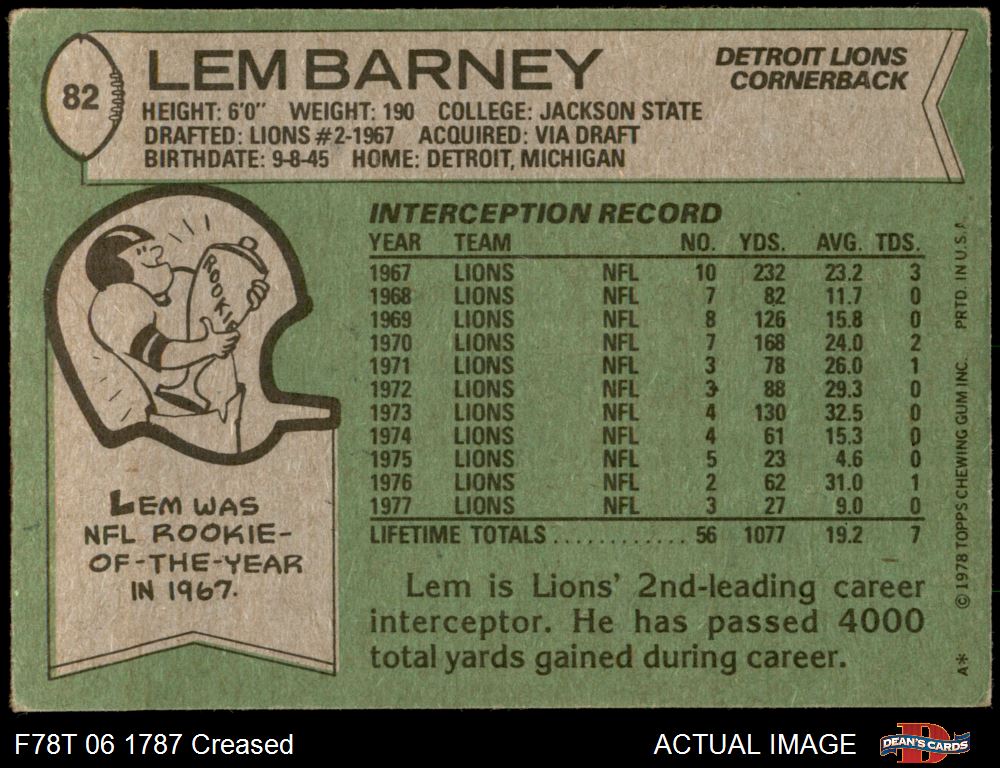 82
LEM BARNEY
DETROIT LIONS
CORNERBACK
HEIGHT: 6'0" WEIGHT: 190 COLLEGE: JACKSON STATE
DRAFTED: LIONS #2-1967 ACQUIRED: VIA DRAFT
BIRTHDATE: 9-8-45 HOME: DETROIT, MICHIGAN
ROOKIE
LEM WAS
NFL ROOKIE-
OF-THE-YEAR
IN 1967.
INTERCEPTION RECORD
YEAR TEAM NO. YDS. AVG. TDS.
1967 LIONS NFL 10 232 23.2 3
1968 LIONS NFL 7 82 11.7 0
1969 LIONS NFL 8 126 15.8 0
1970 LIONS NFL 7 168 24.0 2
1971 LIONS NFL 3 78 26.0 1
1972 LIONS NFL 3 88 29.3 0
1973 LIONS NFL 4 130 32.5 0
1974 LIONS NFL 4 61 15.3 0
1975 LIONS NFL 5 23 4.6 0
1976 LIONS NFL 2 62 31.0 1
1977 LIONS NFL 3 27 9.0 0
LIFETIME TOTALS ............ 56 1077 19.2 7
Lem is Lions' 2nd-leading career
interceptor. He has passed 4000
total yards gained during career.
A* © 1978 TOPPS CHEWING GUM INC. PRTD. IN U.S.A.
F78T 06 1787 Creased
ACTUAL IMAGE
DEAN'S CARDS